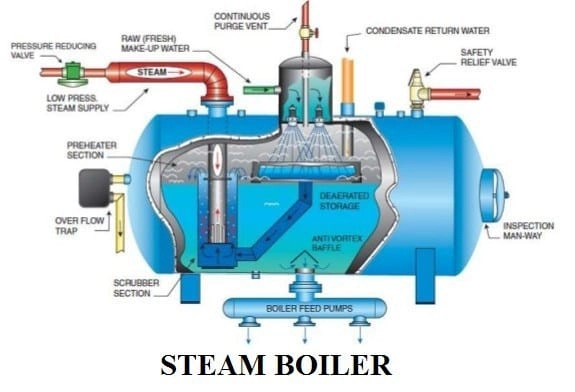 CONTINUOUS
PURGE VENT
RAW (FRESH)
MAKE-UP WATER
CONDENSATE RETURN WATER
PRESSURE REDUCING
VALVE
SAFETY
RELIEF VALVE
STEAM
LOW PRESS.
STEAM SUPPLY
PREHEATER
SECTION
DEAERATED
STORAGE
OVER FLOW
TRAP
ANTI VORTEX
BAFFLE
INSPECTION
MAN-WAY
SCRUBBER
SECTION
BOILER FEED PUMPS
STEAM BOILER